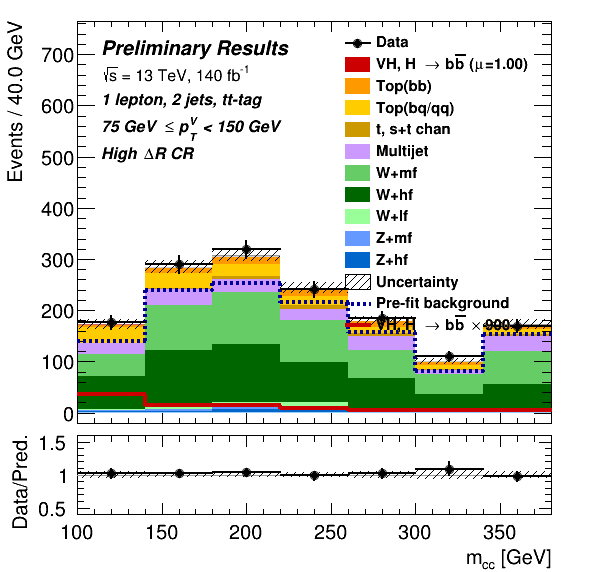 Events / 40.0 GeV
700
600
500
400
300
200
100
0
Preliminary Results
√s = 13 TeV, 140 fb⁻¹
1 lepton, 2 jets, tt-tag
75 GeV ≤ p_T^V < 150 GeV
High ΔR CR
Data
VH, H → bb̅ (μ=1.00)
Top(bb)
Top(bq/qq)
t, s+t chan
Multijet
W+mf
W+hf
W+lf
Z+mf
Z+hf
Uncertainty
Pre-fit background
VH, H → bb̅ ×900
Data/Pred.
1.5
1
0.5
100 150 200 250 300 350
m_cc [GeV]